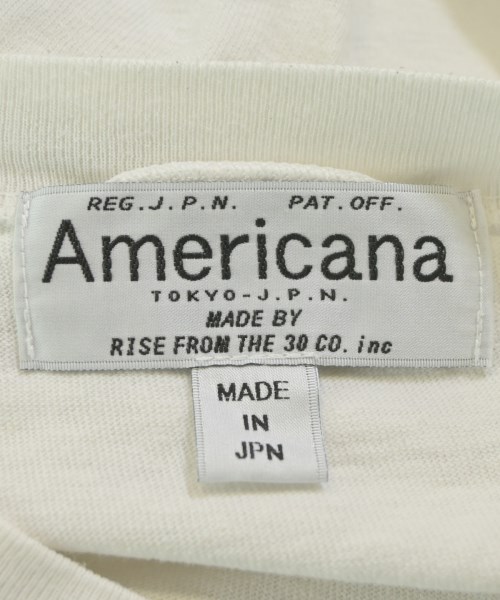 REG.J.P.N. PAT.OFF.
Americana
TOKYO-J.P.N.
MADE BY
RISE FROM THE 30 CO. inc
MADE
IN
JPN